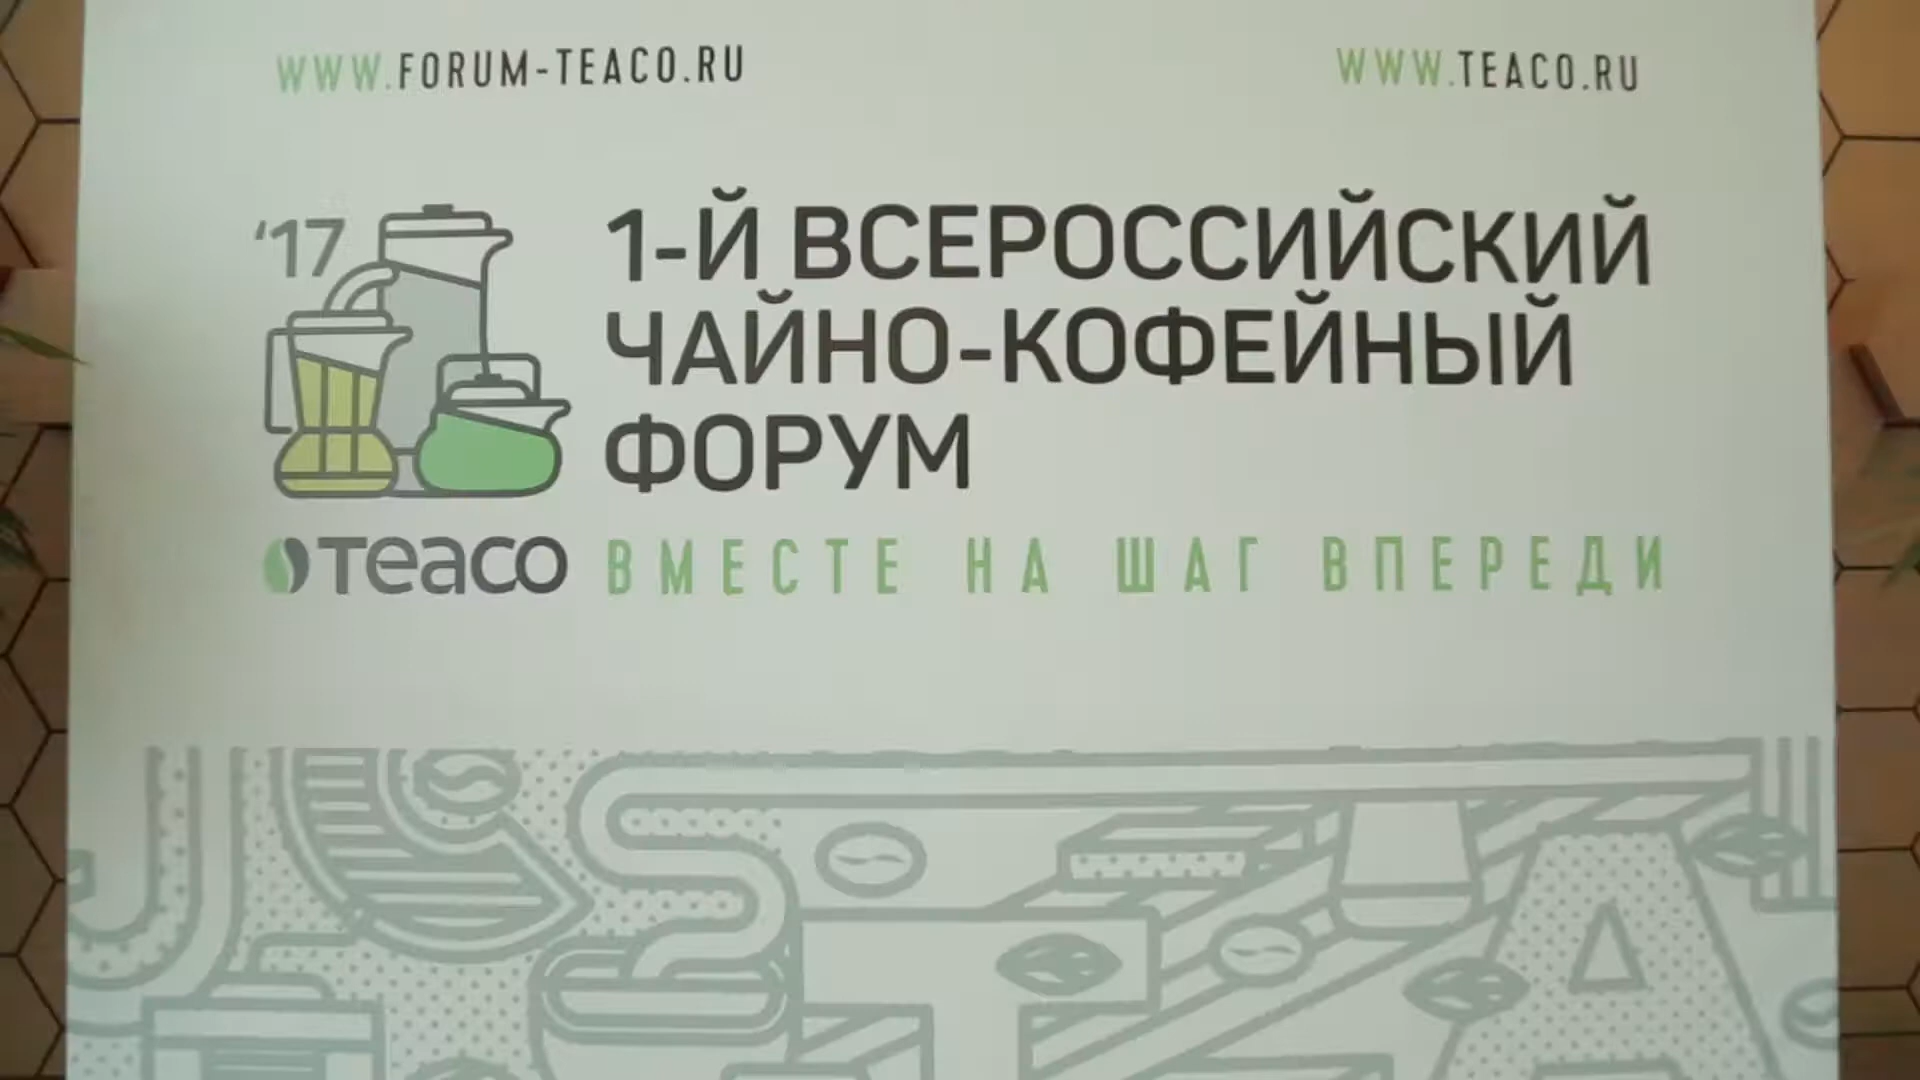 WWW.FORUM-TEACO.RU
WWW.TEACO.RU
‘17
1-Й ВСЕРОССИЙСКИЙ
ЧАЙНО-КОФЕЙНЫЙ
ФОРУМ
Teaco
ВМЕСТЕ НА ШАГ ВПЕРЕДИ